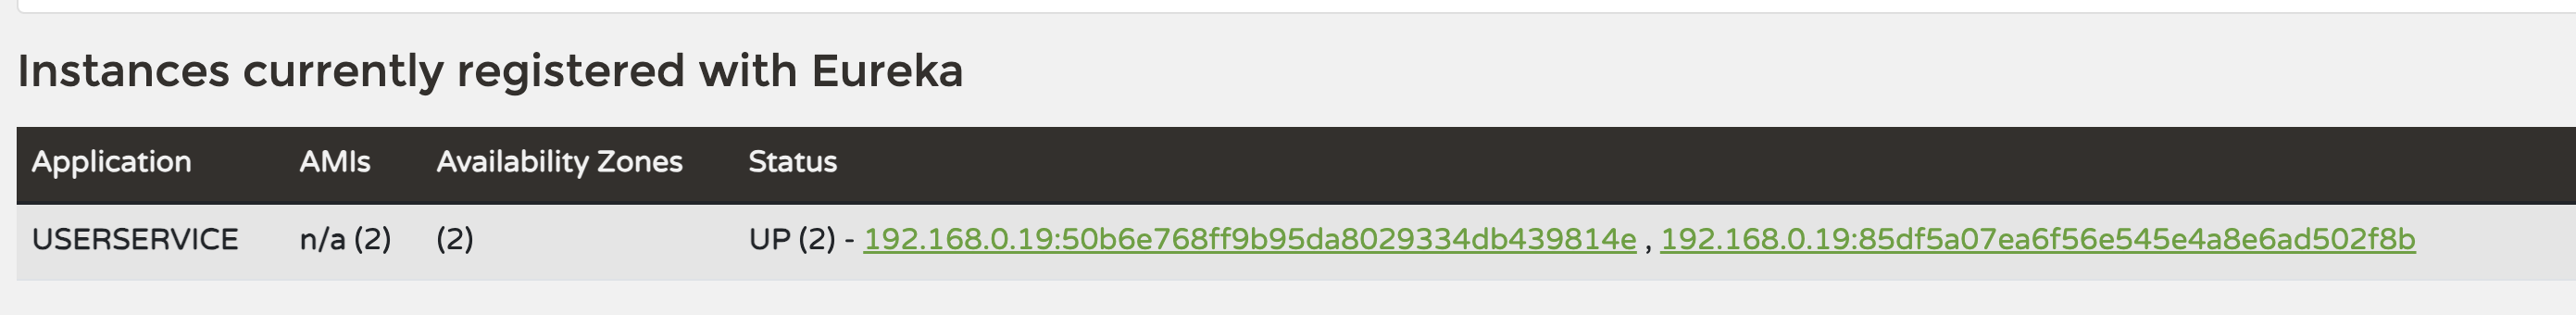 Instances currently registered with Eureka
Application AMIs Availability Zones Status
USERSERVICE n/a (2) (2) UP (2) - 192.168.0.19:50b6e768ff9b95da8029334db439814e , 192.168.0.19:85df5a07ea6f56e545e4a8e6ad502f8b